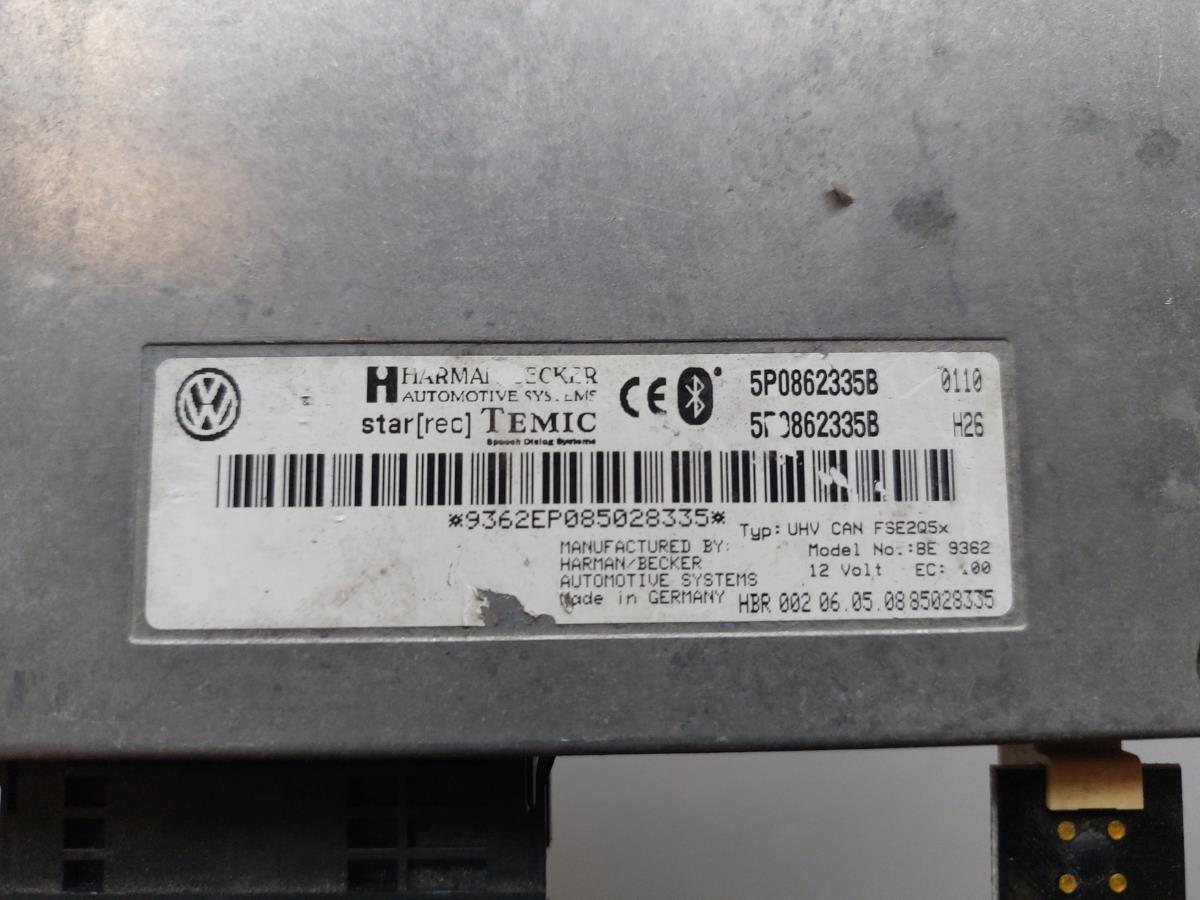 HARMAN/BECKER
AUTOMOTIVE SYSTEMS
star[rec] TEMIC
Speech Dialog Systems
CE
5P0862335B 0110
5P0862335B H26
*9362EP085028335*
Typ: UHV CAN FSE2Q5x
MANUFACTURED BY:
Model No.:BE 9362
HARMAN/BECKER
12 Volt EC:
AUTOMOTIVE SYSTEMS
Made in GERMANY
HBR 002 06.05.08 85028335